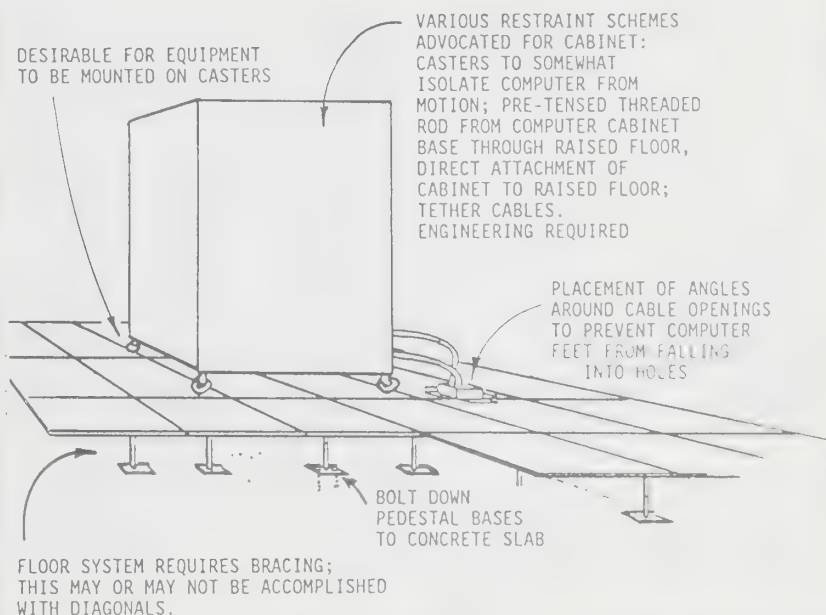 DESIRABLE FOR EQUIPMENT
TO BE MOUNTED ON CASTERS
VARIOUS RESTRAINT SCHEMES
ADVOCATED FOR CABINET:
CASTERS TO SOMEWHAT
ISOLATE COMPUTER FROM
MOTION; PRE-TENSED THREADED
ROD FROM COMPUTER CABINET
BASE THROUGH RAISED FLOOR,
DIRECT ATTACHMENT OF
CABINET TO RAISED FLOOR;
TETHER CABLES.
ENGINEERING REQUIRED
PLACEMENT OF ANGLES
AROUND CABLE OPENINGS
TO PREVENT COMPUTER
FEET FROM FALLING
INTO HOLES
BOLT DOWN
PEDESTAL BASES
TO CONCRETE SLAB
FLOOR SYSTEM REQUIRES BRACING;
THIS MAY OR MAY NOT BE ACCOMPLISHED
WITH DIAGONALS.